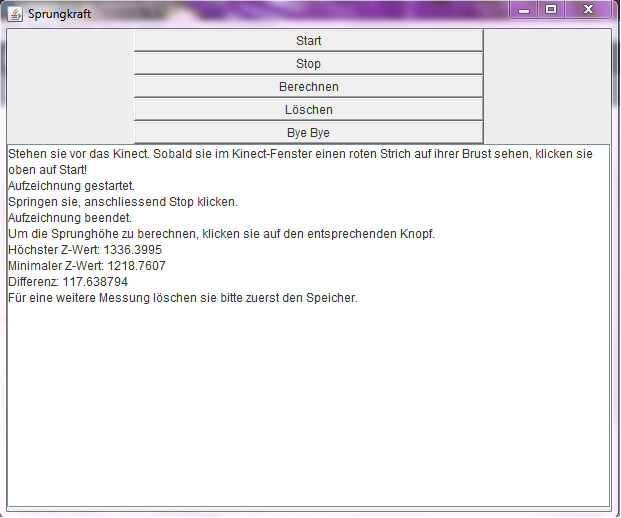 Sprungkraft
Start
Stop
Berechnen
Löschen
Bye Bye
Stehen sie vor das Kinect. Sobald sie im Kinect-Fenster einen roten Strich auf ihrer Brust sehen, klicken sie
oben auf Start!
Aufzeichnung gestartet.
Springen sie, anschliessend Stop klicken.
Aufzeichnung beendet.
Um die Sprunghöhe zu berechnen, klicken sie auf den entsprechenden Knopf.
Höchster Z-Wert: 1336.3995
Minimaler Z-Wert: 1218.7607
Differenz: 117.638794
Für eine weitere Messung löschen sie bitte zuerst den Speicher.